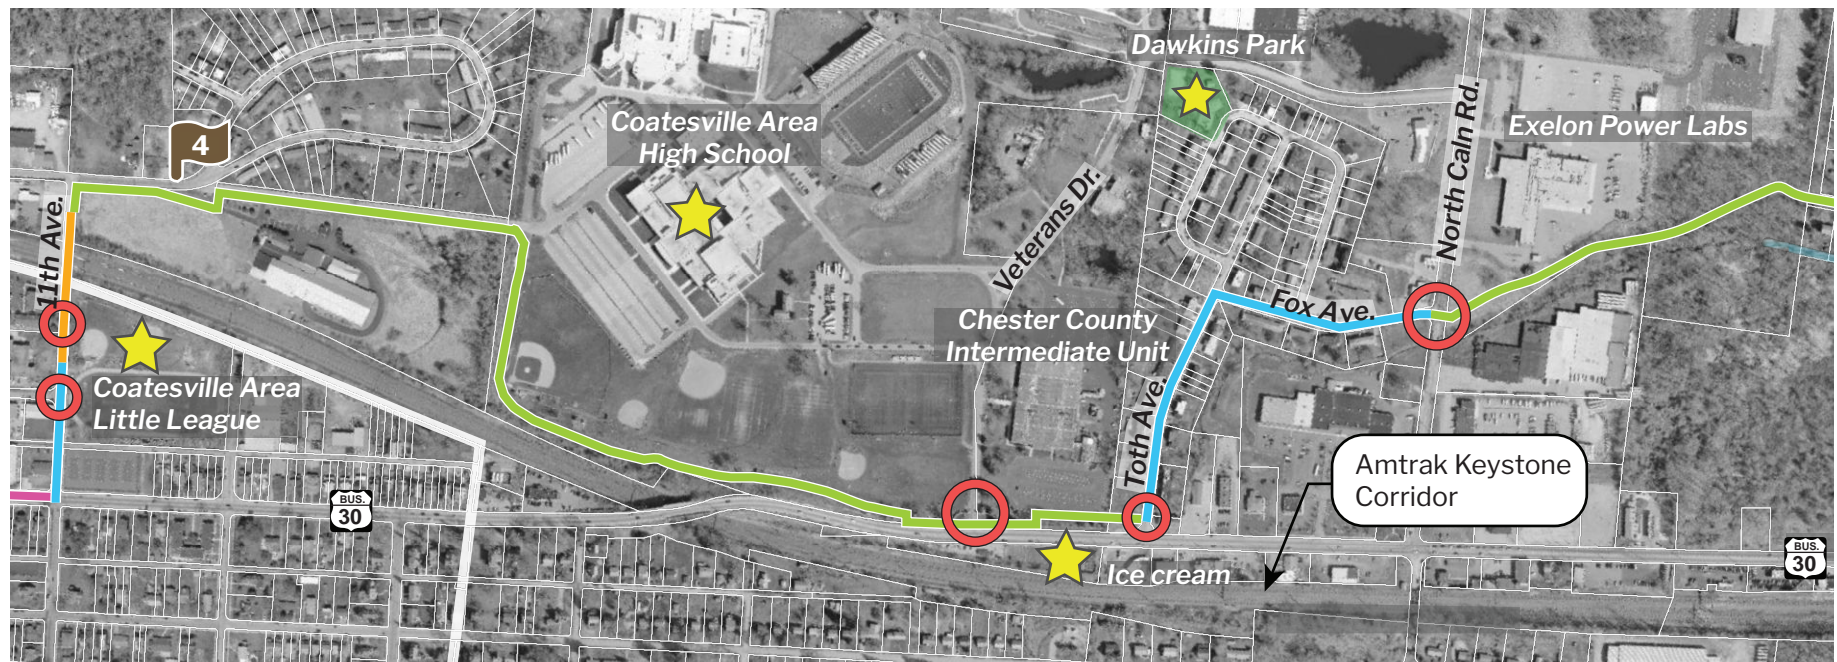 Dawkins Park
4
Coatesville Area
High School
Exelon Power Labs
North Caln Rd.
11th Ave.
Veterans Dr.
Fox Ave.
Chester County
Intermediate Unit
Coatesville Area
Little League
Toth Ave.
Amtrak Keystone
Corridor
BUS.
30
Ice cream
BUS.
30